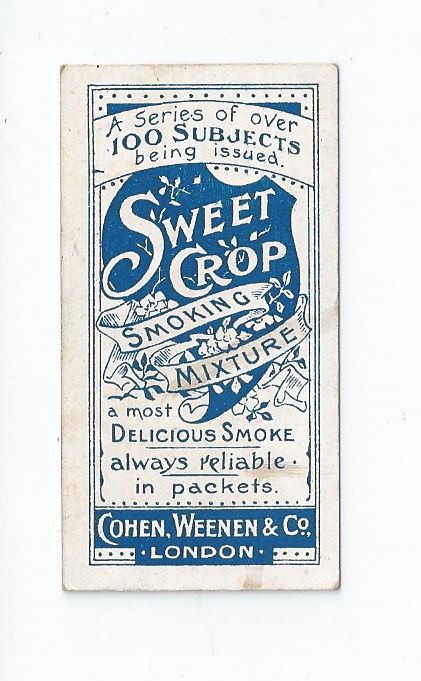 A Series of over
100 SUBJECTS
being issued.
SWEET
CROP
SMOKING
MIXTURE
a most
DELICIOUS SMOKE
always reliable.
in packets.
COHEN, WEENEN & Co.,
· LONDON ·